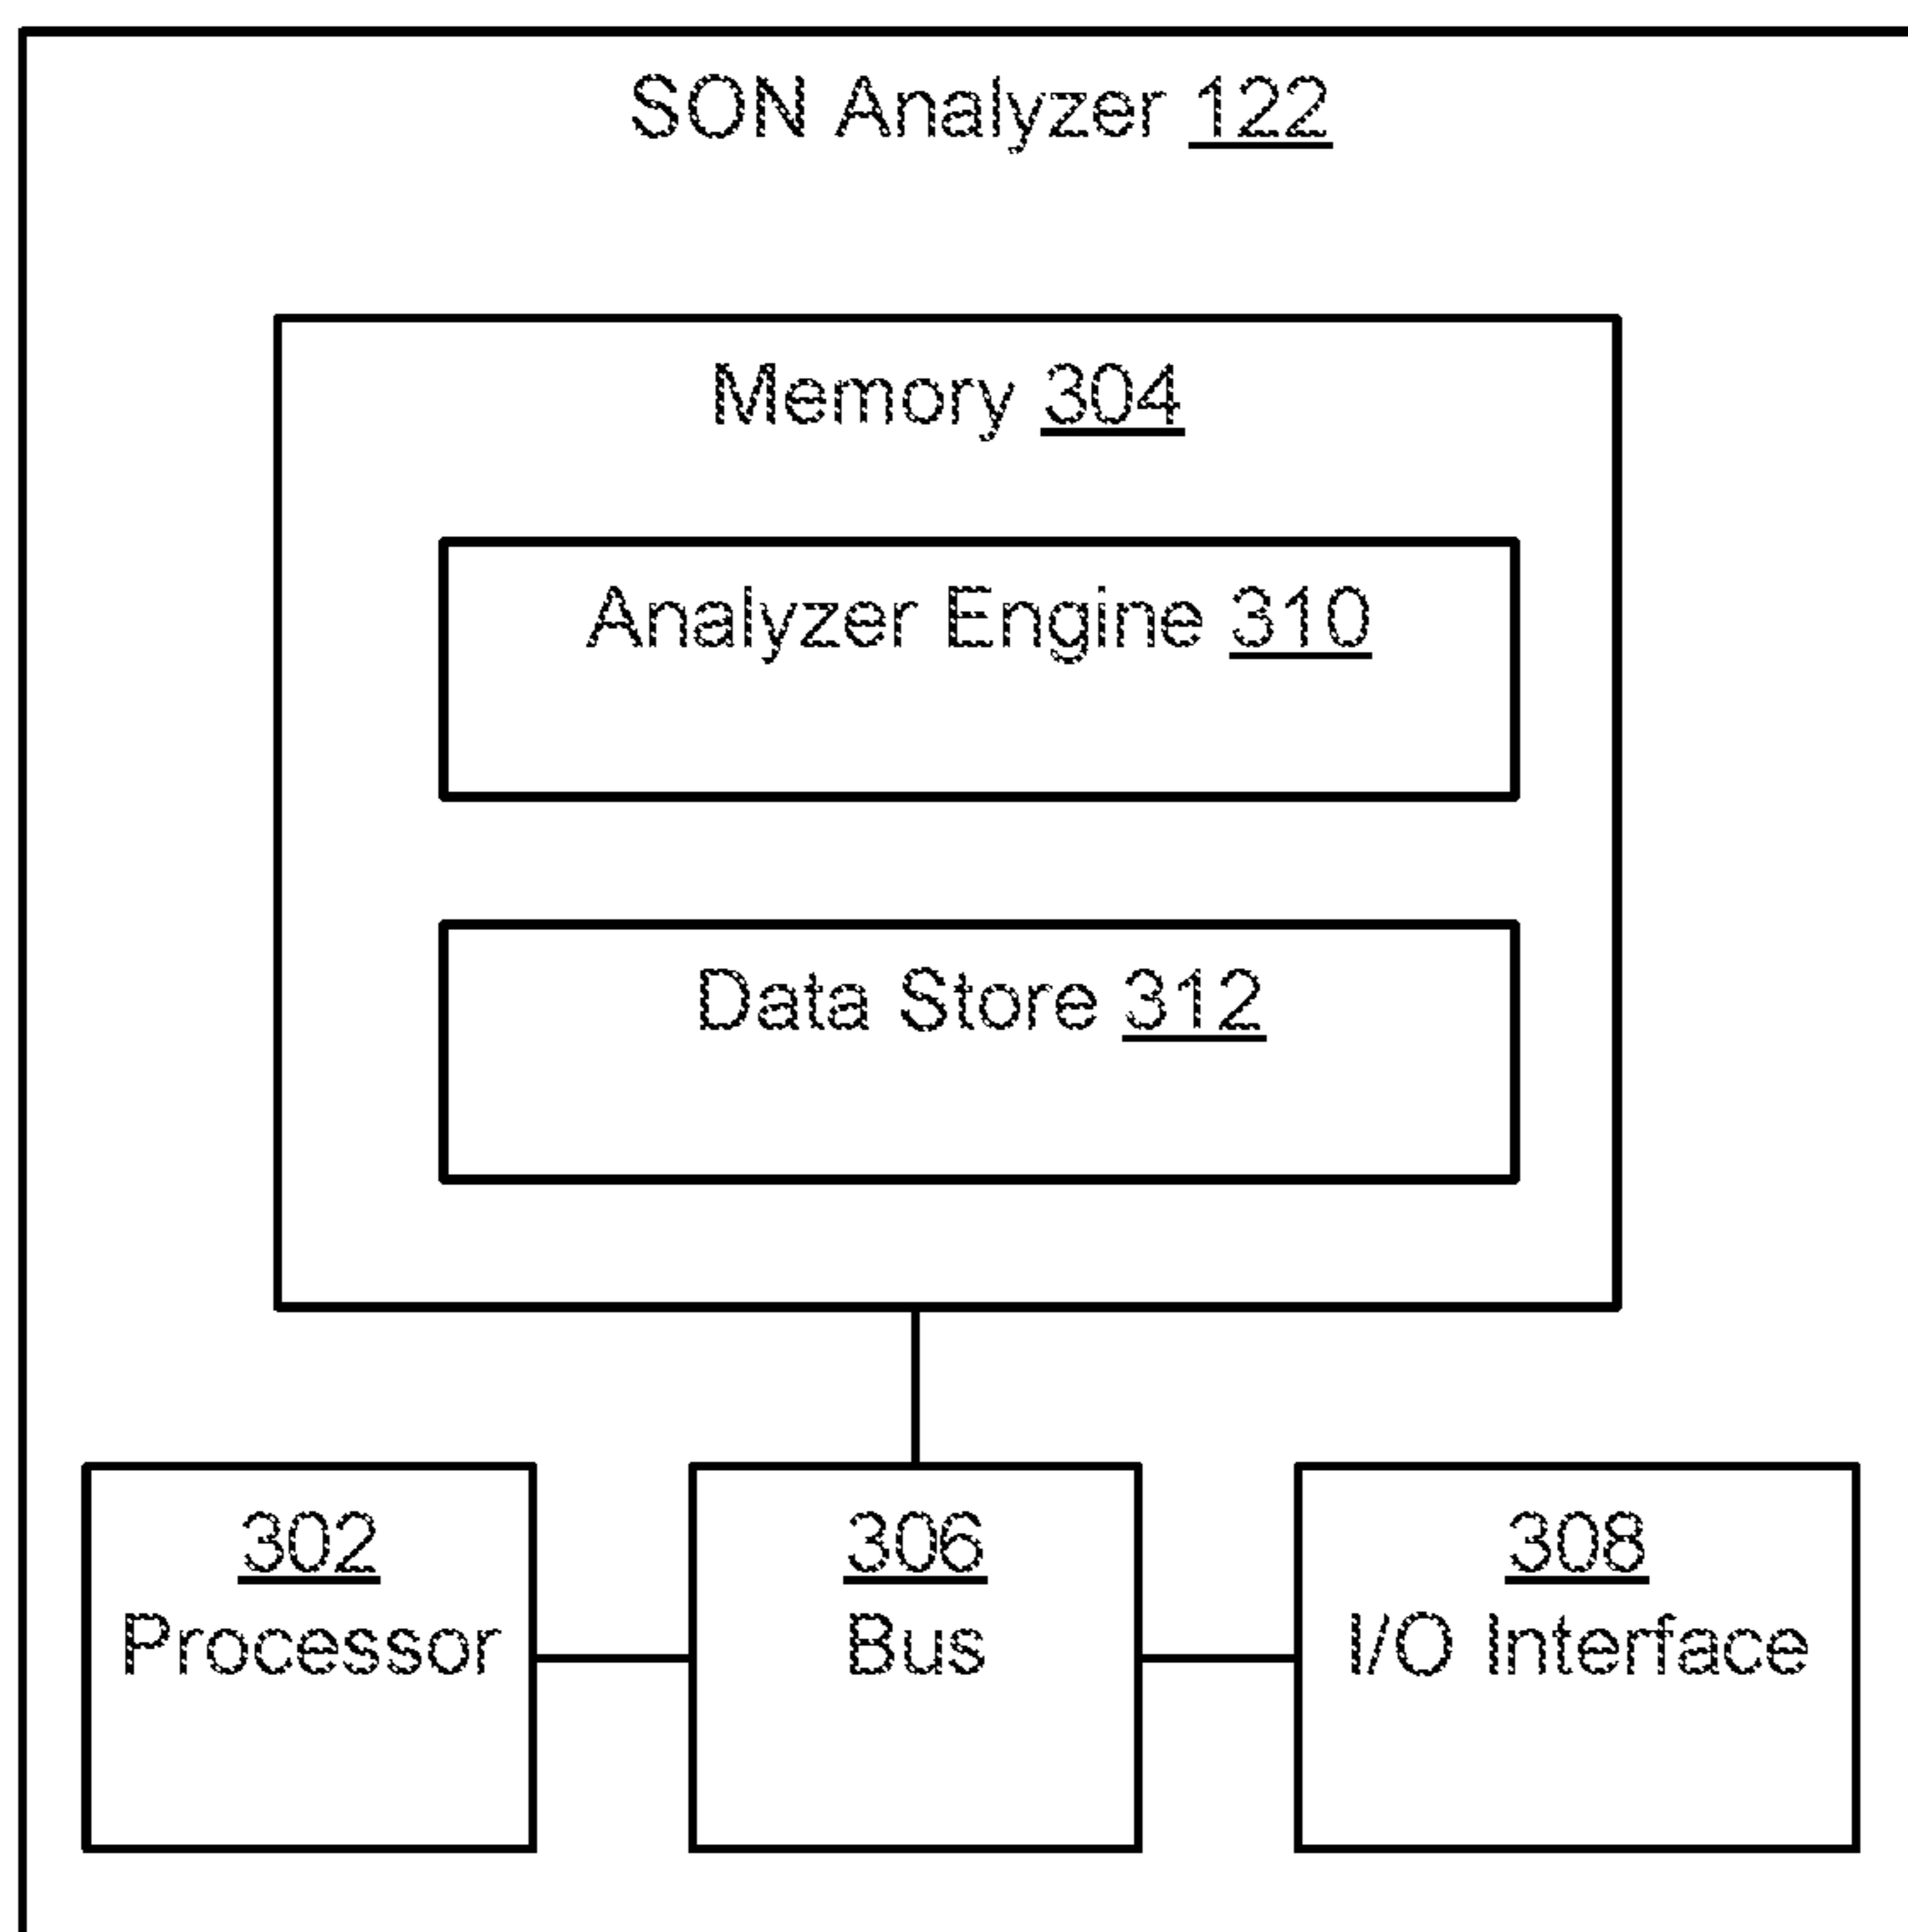 SON Analyzer 122
Memory 304
Analyzer Engine 310
Data Store 312
302
Processor
306
Bus
308
I/O Interface